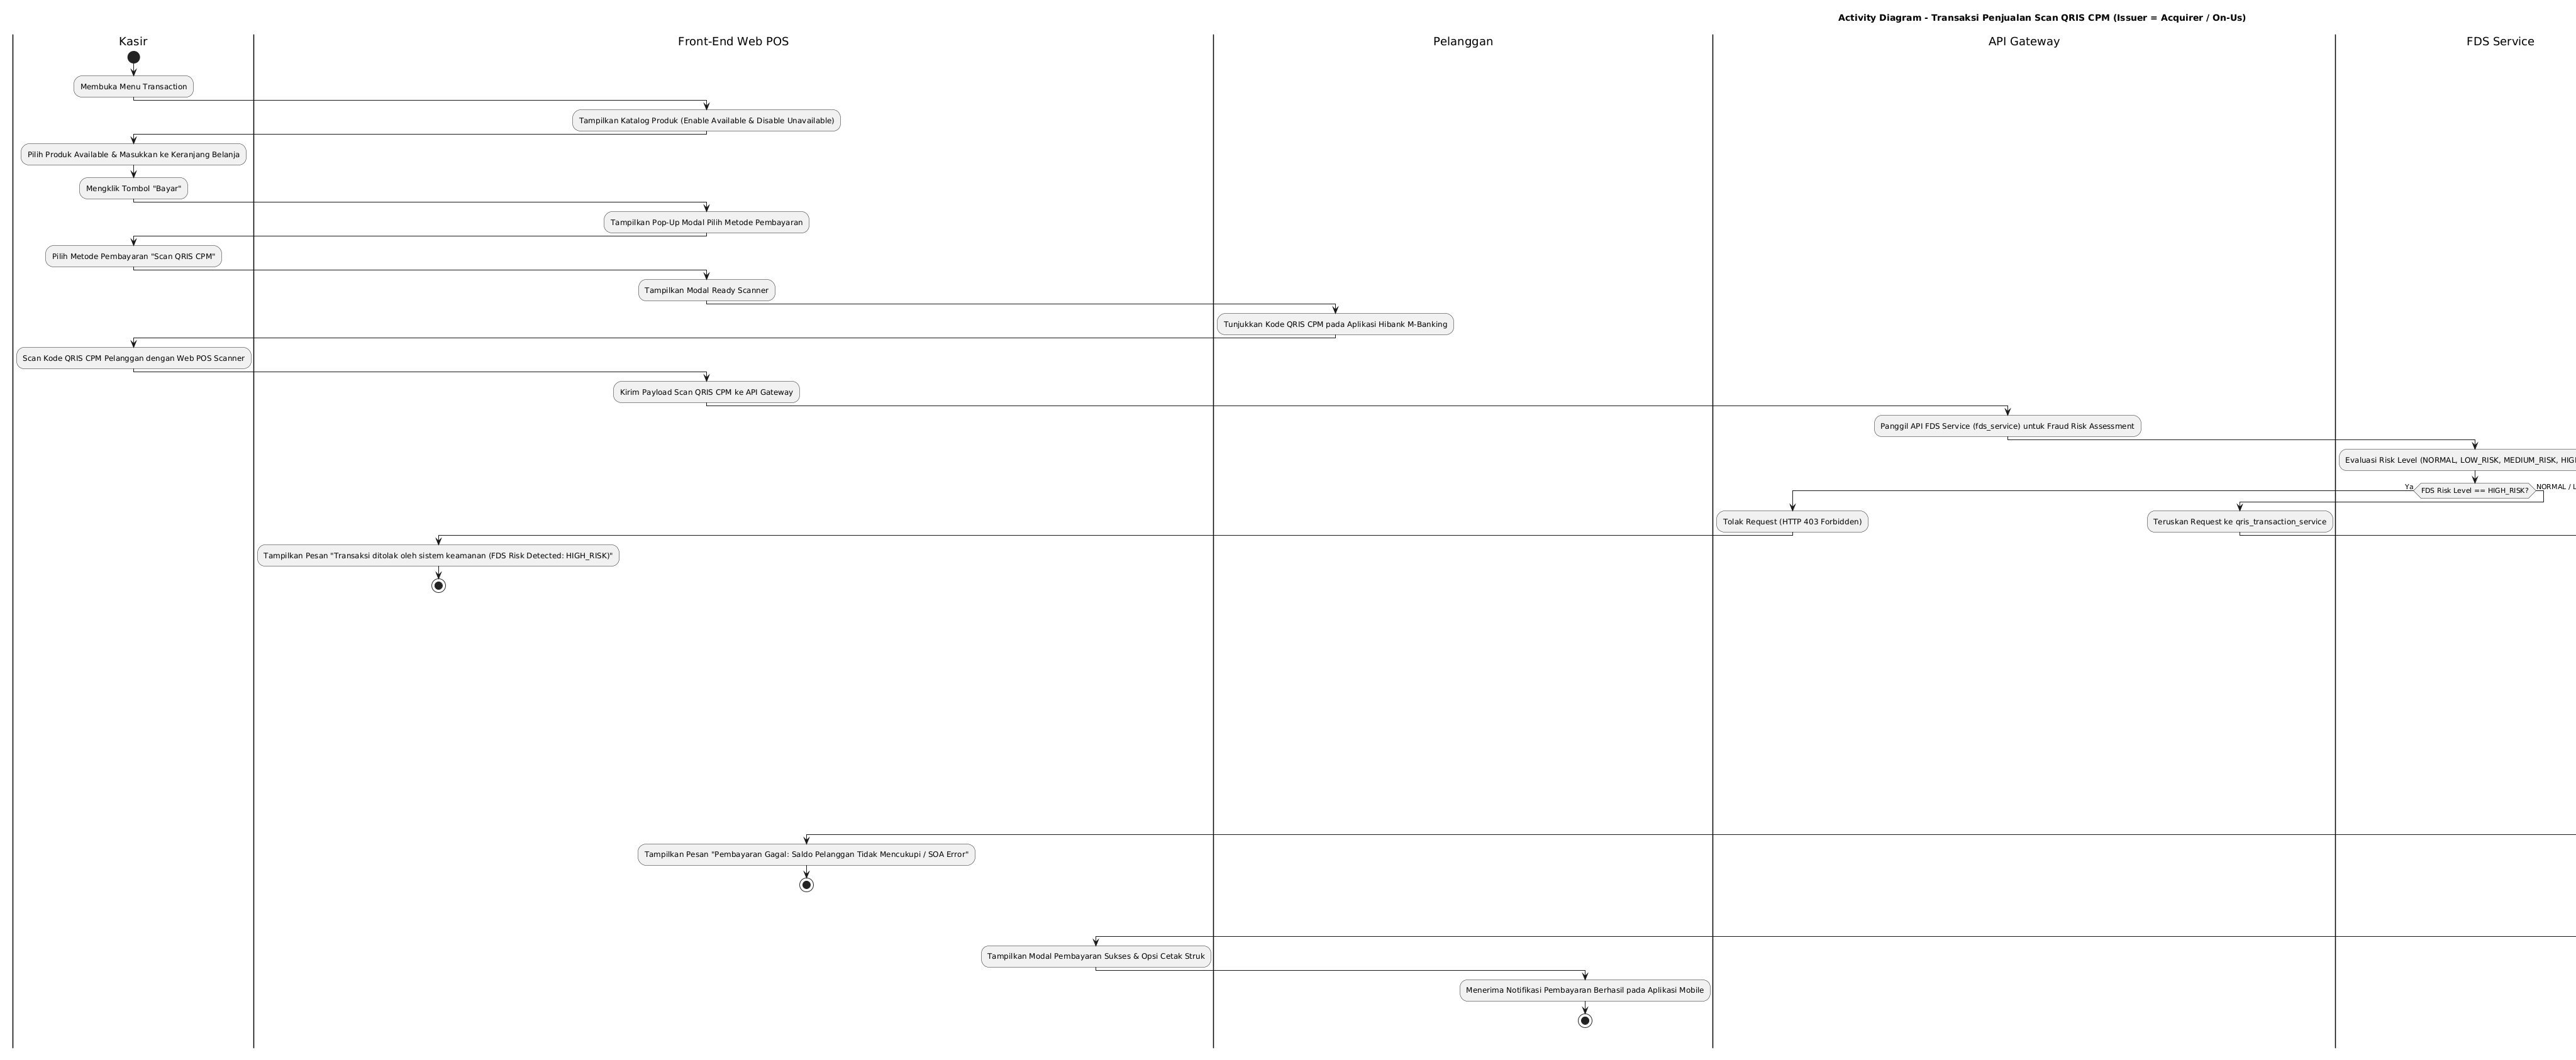 Activity Diagram - Transaksi Penjualan Scan QRIS CPM (Issuer = Acquirer / On-Us)
Kasir
Front-End Web POS
Pelanggan
API Gateway
FDS Service
Membuka Menu Transaction
Tampilkan Katalog Produk (Enable Available & Disable Unavailable)
Pilih Produk Available & Masukkan ke Keranjang Belanja
Mengklik Tombol "Bayar"
Tampilkan Pop-Up Modal Pilih Metode Pembayaran
Pilih Metode Pembayaran "Scan QRIS CPM"
Tampilkan Modal Ready Scanner
Tunjukkan Kode QRIS CPM pada Aplikasi Hibank M-Banking
Scan Kode QRIS CPM Pelanggan dengan Web POS Scanner
Kirim Payload Scan QRIS CPM ke API Gateway
Panggil API FDS Service (fds_service) untuk Fraud Risk Assessment
Evaluasi Risk Level (NORMAL, LOW_RISK, MEDIUM_RISK,
Ya
FDS Risk Level == HIGH_RISK?
NORMAL /
Tolak Request (HTTP 403 Forbidden)
Teruskan Request ke qris_transaction_service
Tampilkan Pesan "Transaksi ditolak oleh sistem keamanan (FDS Risk Detected: HIGH_RISK)"
Tampilkan Pesan "Pembayaran Gagal: Saldo Pelanggan Tidak Mencukupi / SOA Error"
Tampilkan Modal Pembayaran Sukses & Opsi Cetak Struk
Menerima Notifikasi Pembayaran Berhasil pada Aplikasi Mobile